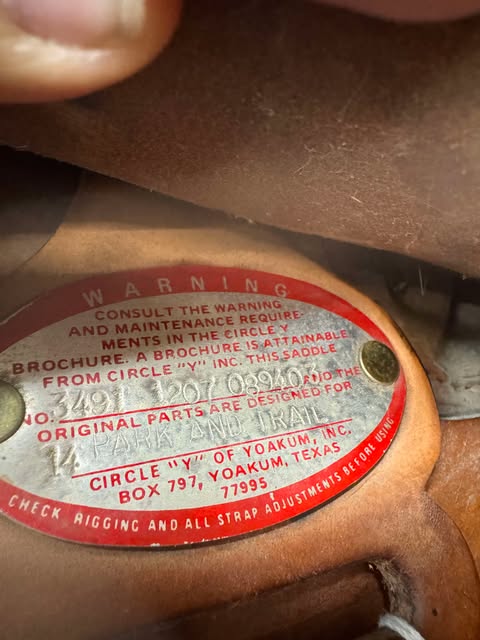 WARNING
CONSULT THE WARNING
AND MAINTENANCE REQUIRE-
MENTS IN THE CIRCLE Y
BROCHURE. A BROCHURE IS ATTAINABLE
FROM CIRCLE "Y" INC. THIS SADDLE
NO. 3491 1207 089404 AND THE
ORIGINAL PARTS ARE DESIGNED FOR
14 PARK AND TRAIL
CIRCLE "Y" OF YOAKUM, INC.
BOX 797, YOAKUM, TEXAS
77995
CHECK RIGGING AND ALL STRAP ADJUSTMENTS BEFORE USING